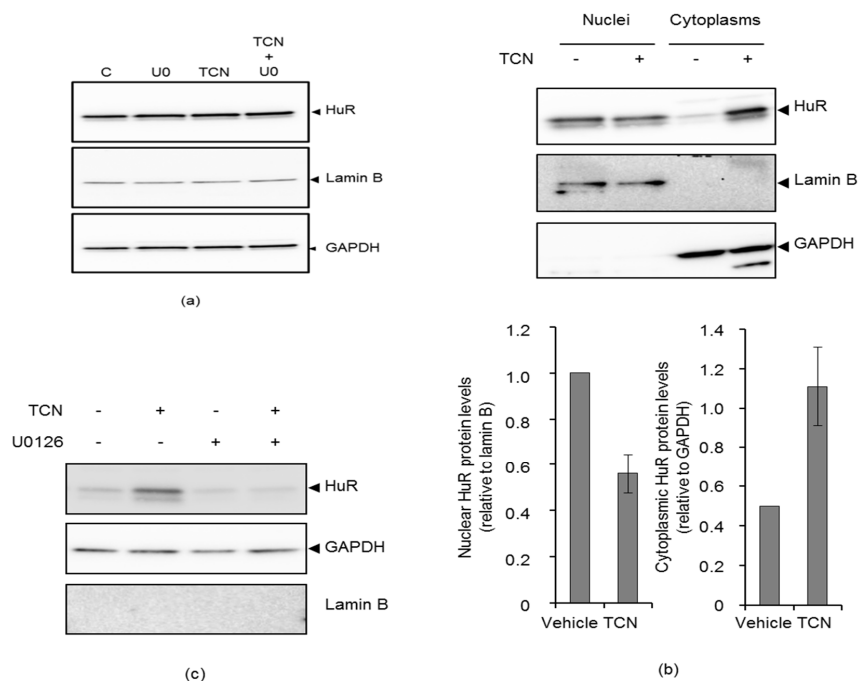 TCN
+
C U0 TCN U0
HuR
Lamin B
GAPDH
(a)
Nuclei Cytoplasms
TCN - + - +
HuR
Lamin B
GAPDH
TCN - + - +
U0126 - - + +
HuR
GAPDH
Lamin B
(c)
Nuclear HuR protein levels
(relative to lamin B)
1.2
1.0
0.8
0.6
0.4
0.2
0
Vehicle TCN
Cytoplasmic HuR protein levels
(relative to GAPDH)
1.4
1.2
1.0
0.8
0.6
0.4
0.2
0
Vehicle TCN
(b)